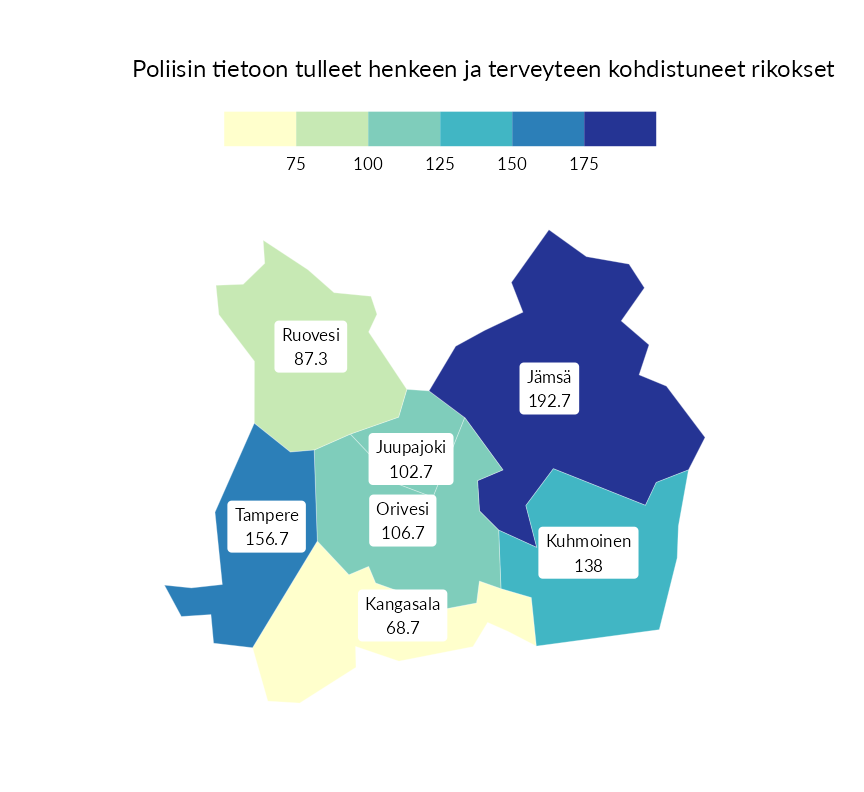 Poliisin tietoon tulleet henkeen ja terveyteen kohdistuneet rikokset
75 100 125 150 175
Ruovesi
87.3
Jämsä
192.7
Juupajoki
102.7
Orivesi
106.7
Tampere
156.7
Kuhmoinen
138
Kangasala
68.7